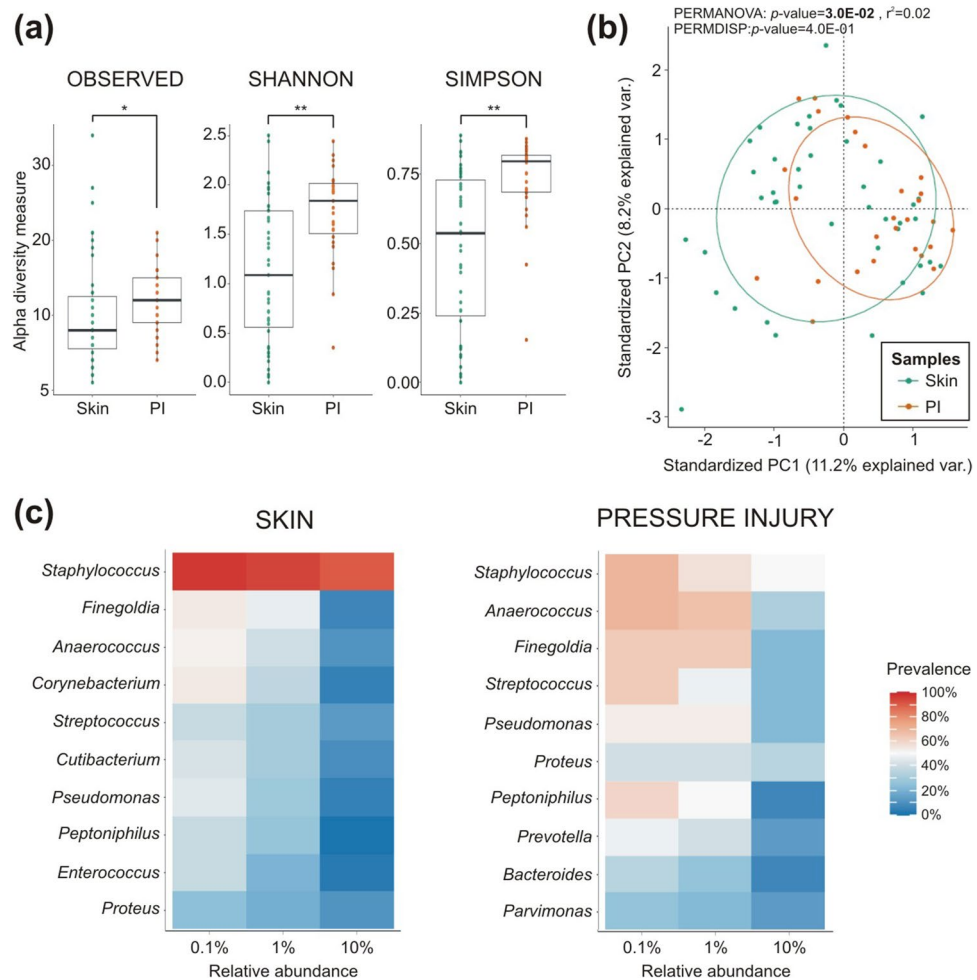 (a)
OBSERVED
SHANNON
SIMPSON
*
**
**
Alpha diversity measure
30
20
10
5
2.5
2.0
1.5
1.0
0.5
0.0
0.75
0.50
0.25
0.00
Skin PI
Skin PI
Skin PI
(b)
PERMANOVA: p-value=3.0E-02 , r²=0.02
PERMDISP:p-value=4.0E-01
Standardized PC2 (8.2% explained var.)
2
1
0
-1
-2
-3
-2 -1 0 1
Standardized PC1 (11.2% explained var.)
Samples
Skin
PI
(c)
SKIN
Staphylococcus
Finegoldia
Anaerococcus
Corynebacterium
Streptococcus
Cutibacterium
Pseudomonas
Peptoniphilus
Enterococcus
Proteus
0.1% 1% 10%
Relative abundance
PRESSURE INJURY
Staphylococcus
Anaerococcus
Finegoldia
Streptococcus
Pseudomonas
Proteus
Peptoniphilus
Prevotella
Bacteroides
Parvimonas
0.1% 1% 10%
Relative abundance
Prevalence
100%
80%
60%
40%
20%
0%